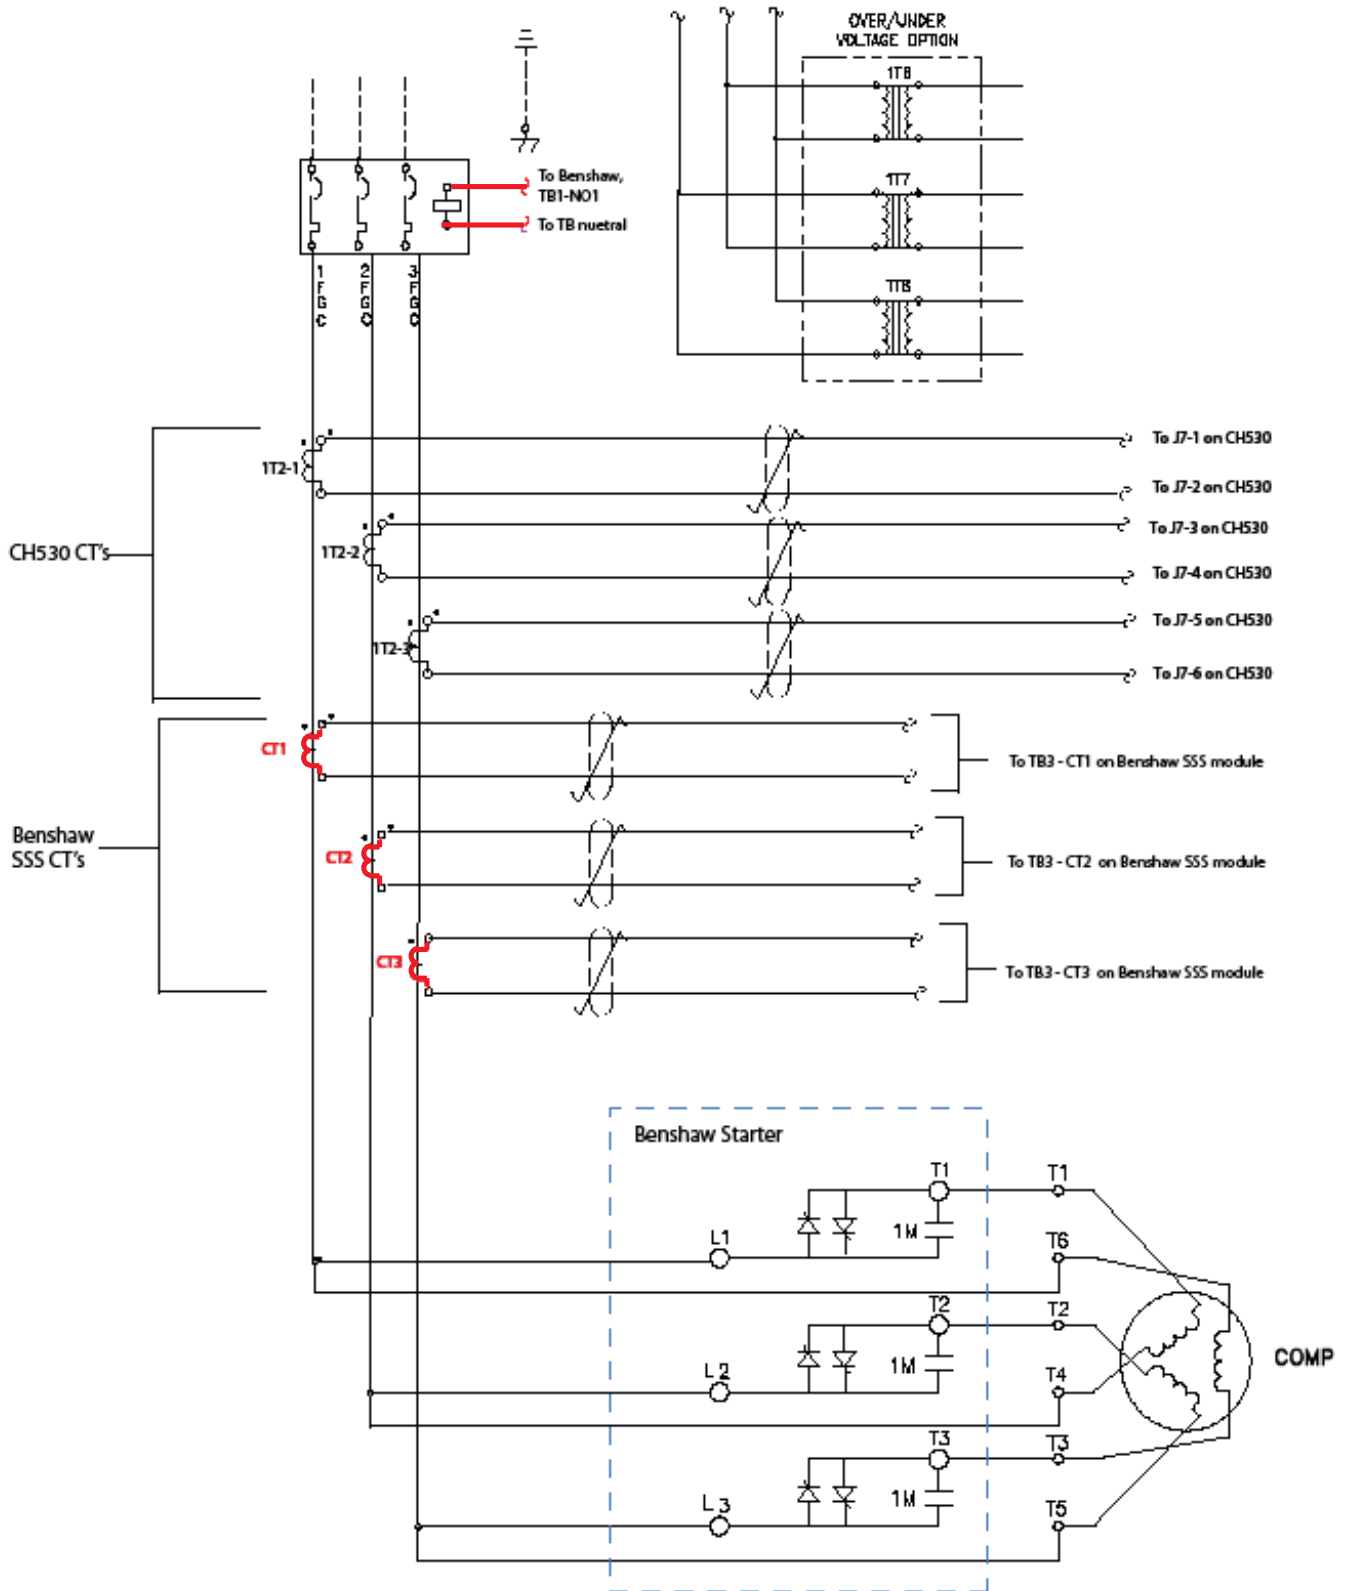 OVER/UNDER
VOLTAGE OPTION
1T6
To Benshaw,
TB1-NO1
To TB nuetral
1T7
1 F G C
2 F G C
3 F G C
To J7-1 on CH530
1T2-1
To J7-2 on CH530
To J7-3 on CH530
1T2-2
CH530 CT's
To J7-4 on CH530
To J7-5 on CH530
1T2-3
To J7-6 on CH530
CT1
To TB3 - CT1 on Benshaw SSS module
Benshaw
SSS CT's
CT2
To TB3 - CT2 on Benshaw SSS module
CT3
To TB3 - CT3 on Benshaw SSS module
Benshaw Starter
T1
T1
1M
L1
T6
T2
T2
1M
COMP
L2
T4
T3
T3
1M
L3
T5